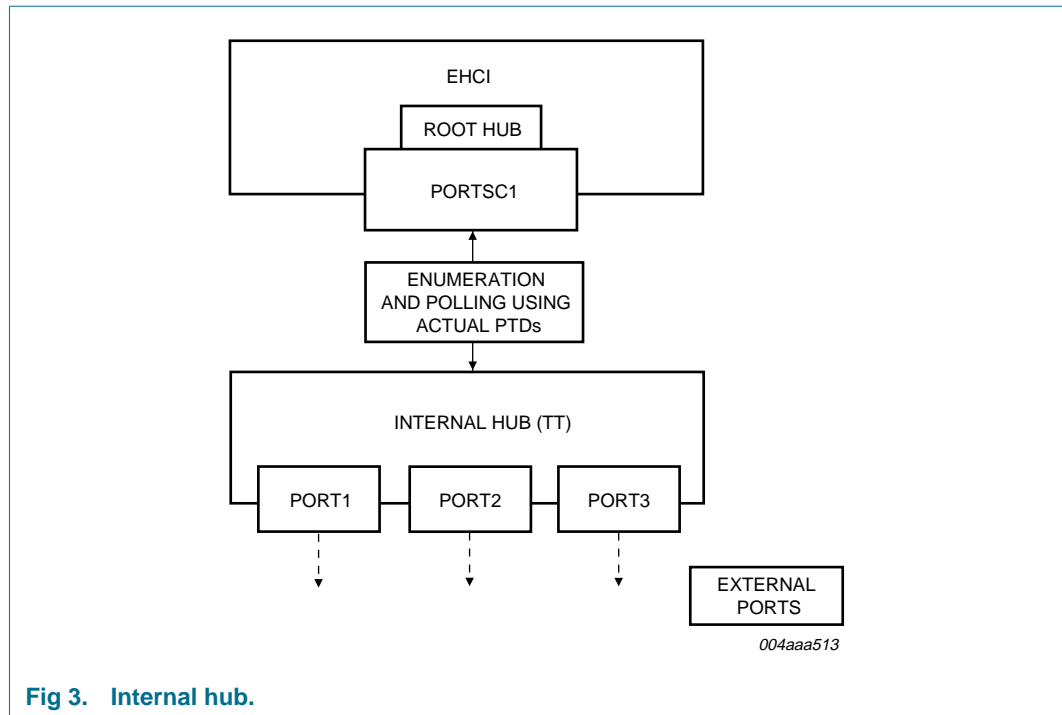 EHCI
ROOT HUB
PORTSC1
ENUMERATION
AND POLLING USING
ACTUAL PTDs
INTERNAL HUB (TT)
PORT1
PORT2
PORT3
EXTERNAL
PORTS
004aaa513
Fig 3. Internal hub.